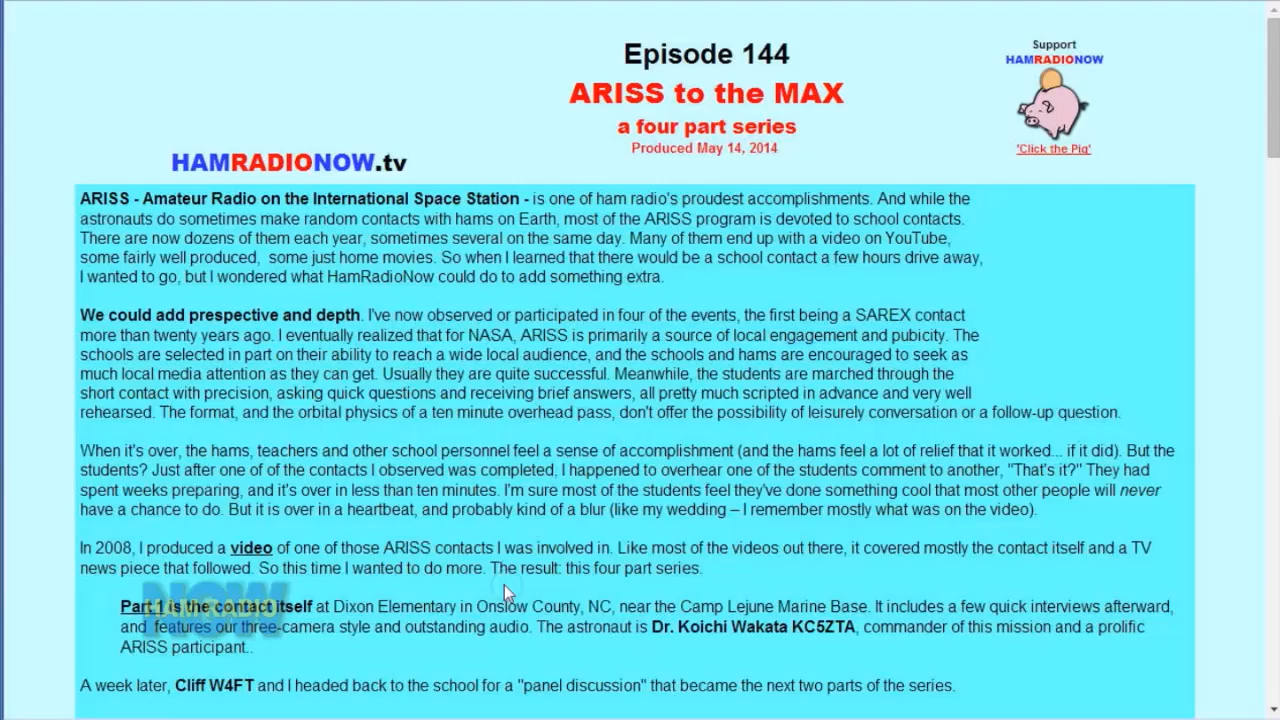 Episode 144
ARISS to the MAX
a four part series
Produced May 14, 2014
Support
HAMRADIONOW
'Click the Pig'
HAMRADIONOW.tv
ARISS - Amateur Radio on the International Space Station - is one of ham radio's proudest accomplishments. And while the
astronauts do sometimes make random contacts with hams on Earth, most of the ARISS program is devoted to school contacts.
There are now dozens of them each year, sometimes several on the same day. Many of them end up with a video on YouTube,
some fairly well produced, some just home movies. So when I learned that there would be a school contact a few hours drive away,
I wanted to go, but I wondered what HamRadioNow could do to add something extra.
We could add prespective and depth. I've now observed or participated in four of the events, the first being a SAREX contact
more than twenty years ago. I eventually realized that for NASA, ARISS is primarily a source of local engagement and pubicity. The
schools are selected in part on their ability to reach a wide local audience, and the schools and hams are encouraged to seek as
much local media attention as they can get. Usually they are quite successful. Meanwhile, the students are marched through the
short contact with precision, asking quick questions and receiving brief answers, all pretty much scripted in advance and very well
rehearsed. The format, and the orbital physics of a ten minute overhead pass, don't offer the possibility of leisurely conversation or a follow-up question.
When it's over, the hams, teachers and other school personnel feel a sense of accomplishment (and the hams feel a lot of relief that it worked... if it did). But the
students? Just after one of of the contacts I observed was completed, I happened to overhear one of the students comment to another, "That's it?" They had
spent weeks preparing, and it's over in less than ten minutes. I'm sure most of the students feel they've done something cool that most other people will never
have a chance to do. But it is over in a heartbeat, and probably kind of a blur (like my wedding – I remember mostly what was on the video).
In 2008, I produced a video of one of those ARISS contacts I was involved in. Like most of the videos out there, it covered mostly the contact itself and a TV
news piece that followed. So this time I wanted to do more. The result: this four part series.
Part 1 is the contact itself at Dixon Elementary in Onslow County, NC, near the Camp Lejune Marine Base. It includes a few quick interviews afterward,
and features our three-camera style and outstanding audio. The astronaut is Dr. Koichi Wakata KC5ZTA, commander of this mission and a prolific
ARISS participant..
HAM RADIO
NOW
A week later, Cliff W4FT and I headed back to the school for a "panel discussion" that became the next two parts of the series.